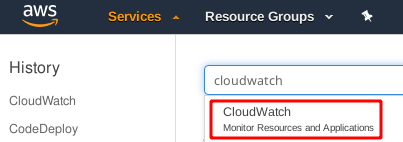 aws
Services
Resource Groups
History
CloudWatch
CodeDeploy
cloudwatch
CloudWatch
Monitor Resources and Applications